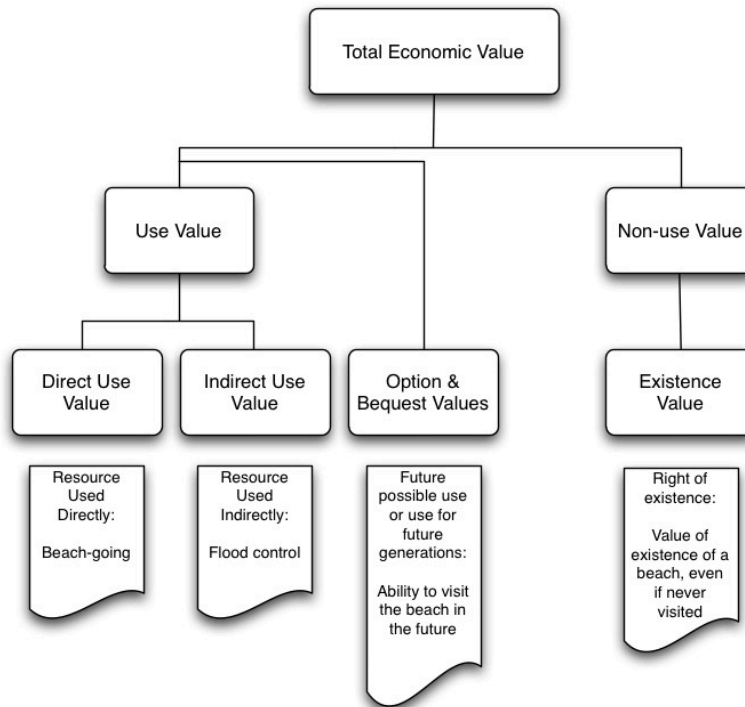 Total Economic Value
Use Value
Non-use Value
Direct Use
Value
Indirect Use
Value
Option &
Bequest Values
Existence
Value
Resource
Used
Directly:
Beach-going
Resource
Used
Indirectly:
Flood control
Future
possible use
or use for
future
generations:
Ability to visit
the beach in
the future
Right of
existence:
Value of
existence of a
beach, even
if never
visited